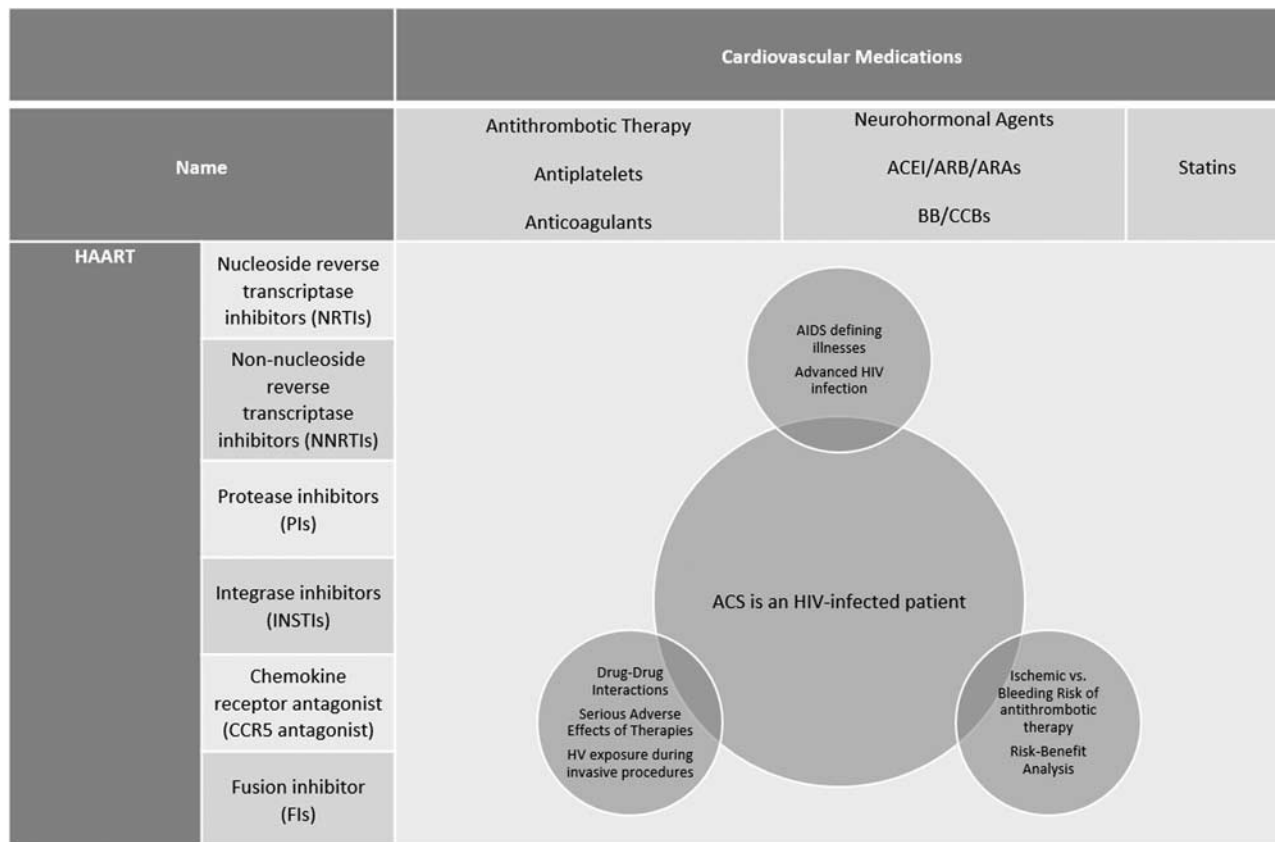 Cardiovascular Medications
Name
Antithrombotic Therapy
Antiplatelets
Anticoagulants
Neurohormonal Agents
ACEI/ARB/ARAs
BB/CCBs
Statins
HAART
Nucleoside reverse
transcriptase
inhibitors (NRTIs)
Non-nucleoside
reverse
transcriptase
inhibitors (NNRTIs)
Protease inhibitors
(PIs)
Integrase inhibitors
(INSTIs)
Chemokine
receptor antagonist
(CCR5 antagonist)
Fusion inhibitor
(FIs)
AIDS defining
illnesses
Advanced HIV
infection
ACS is an HIV-infected patient
Drug-Drug
Interactions
Serious Adverse
Effects of Therapies
HV exposure during
invasive procedures
Ischemic vs.
Bleeding Risk of
antithrombotic
therapy
Risk-Benefit
Analysis